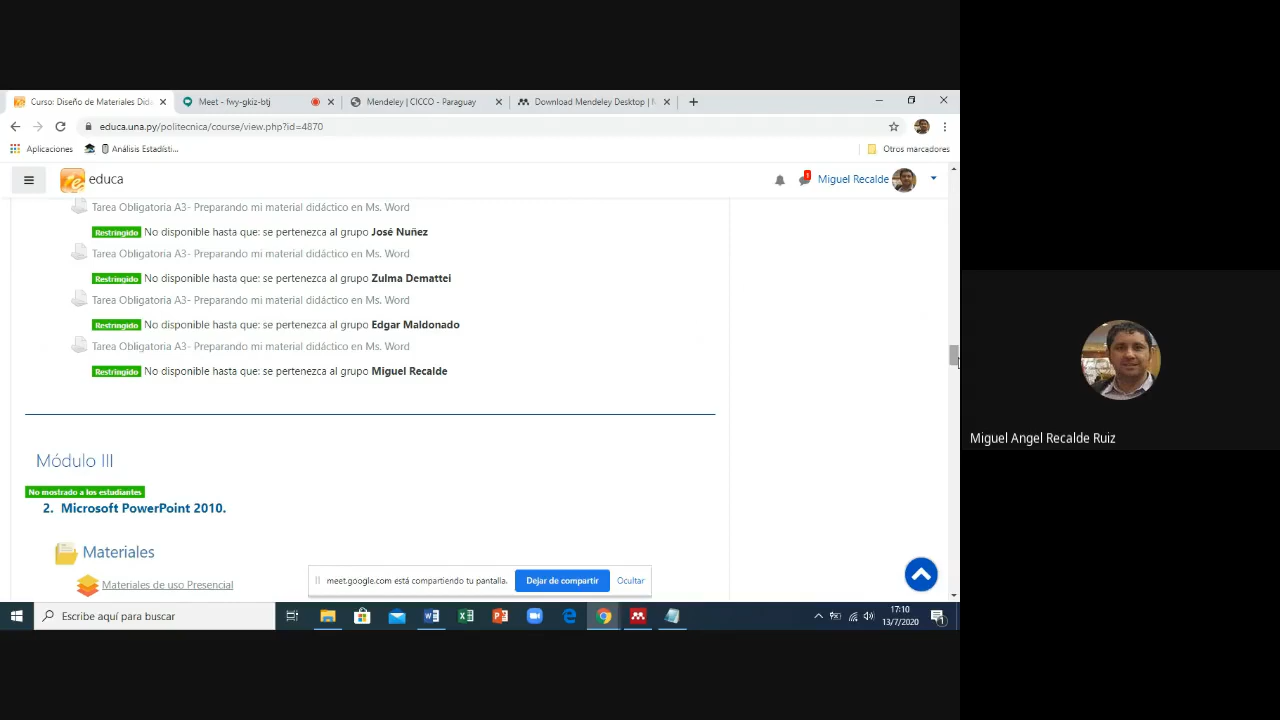 Curso: Diseño de Materiales Did
Meet - fwy-gkiz-btj
Mendeley | CICCO - Paraguay
Download Mendeley Desktop |
educa.una.py/politecnica/course/view.php?id=4870
Aplicaciones
Análisis Estadísti...
Otros marcadores
educa
1
Miguel Recalde
Tarea Obligatoria A3- Preparando mi material didáctico en Ms. Word
Restringido No disponible hasta que: se pertenezca al grupo José Nuñez
Tarea Obligatoria A3- Preparando mi material didáctico en Ms. Word
Restringido No disponible hasta que: se pertenezca al grupo Zulma Demattei
Tarea Obligatoria A3- Preparando mi material didáctico en Ms. Word
Restringido No disponible hasta que: se pertenezca al grupo Edgar Maldonado
Tarea Obligatoria A3- Preparando mi material didáctico en Ms. Word
Restringido No disponible hasta que: se pertenezca al grupo Miguel Recalde
Miguel Angel Recalde Ruiz
Módulo III
No mostrado a los estudiantes
2. Microsoft PowerPoint 2010.
Materiales
Materiales de uso Presencial
meet.google.com está compartiendo tu pantalla.
Dejar de compartir
Ocultar
Escribe aquí para buscar
17:10
13/7/2020
1